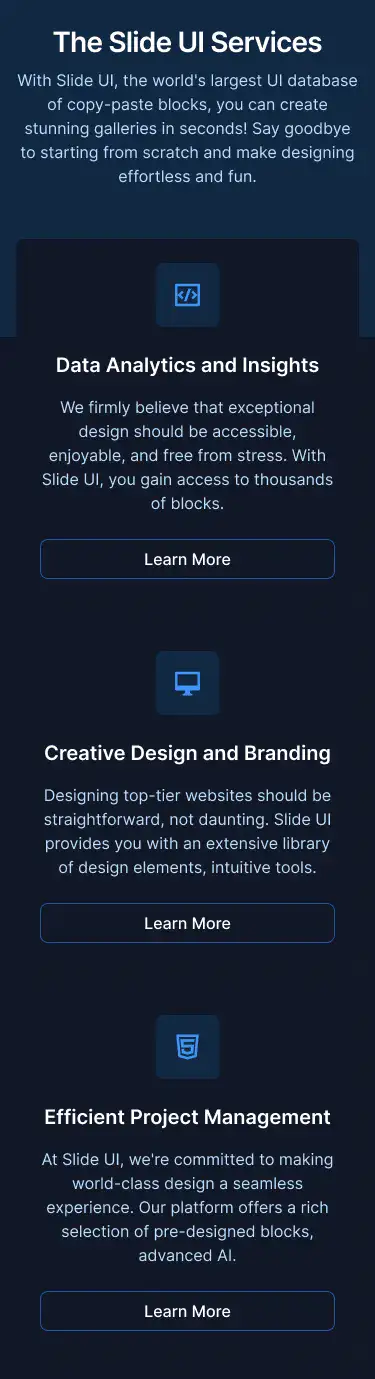 The Slide UI Services
With Slide UI, the world's largest UI database
of copy-paste blocks, you can create
stunning galleries in seconds! Say goodbye
to starting from scratch and make designing
effortless and fun.
Data Analytics and Insights
We firmly believe that exceptional
design should be accessible,
enjoyable, and free from stress. With
Slide UI, you gain access to thousands
of blocks.
Learn More
Creative Design and Branding
Designing top-tier websites should be
straightforward, not daunting. Slide UI
provides you with an extensive library
of design elements, intuitive tools.
Learn More
Efficient Project Management
At Slide UI, we're committed to making
world-class design a seamless
experience. Our platform offers a rich
selection of pre-designed blocks,
advanced AI.
Learn More